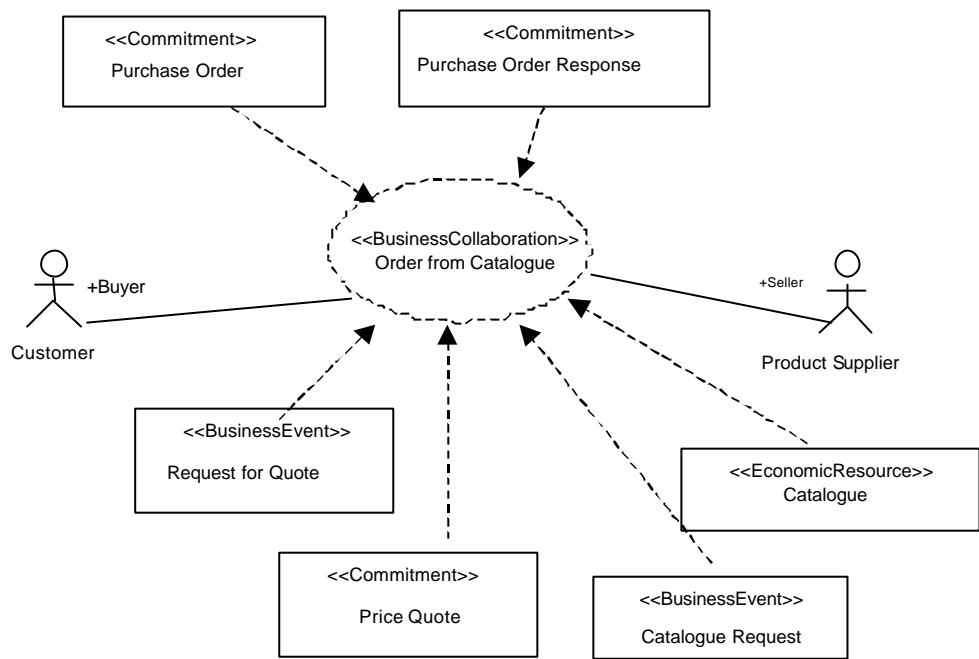 <<Commitment>>
Purchase Order
<<Commitment>>
Purchase Order Response
<<BusinessCollaboration>>
Order from Catalogue
+Buyer
Customer
+Seller
Product Supplier
<<BusinessEvent>>
Request for Quote
<<EconomicResource>>
Catalogue
<<Commitment>>
Price Quote
<<BusinessEvent>>
Catalogue Request